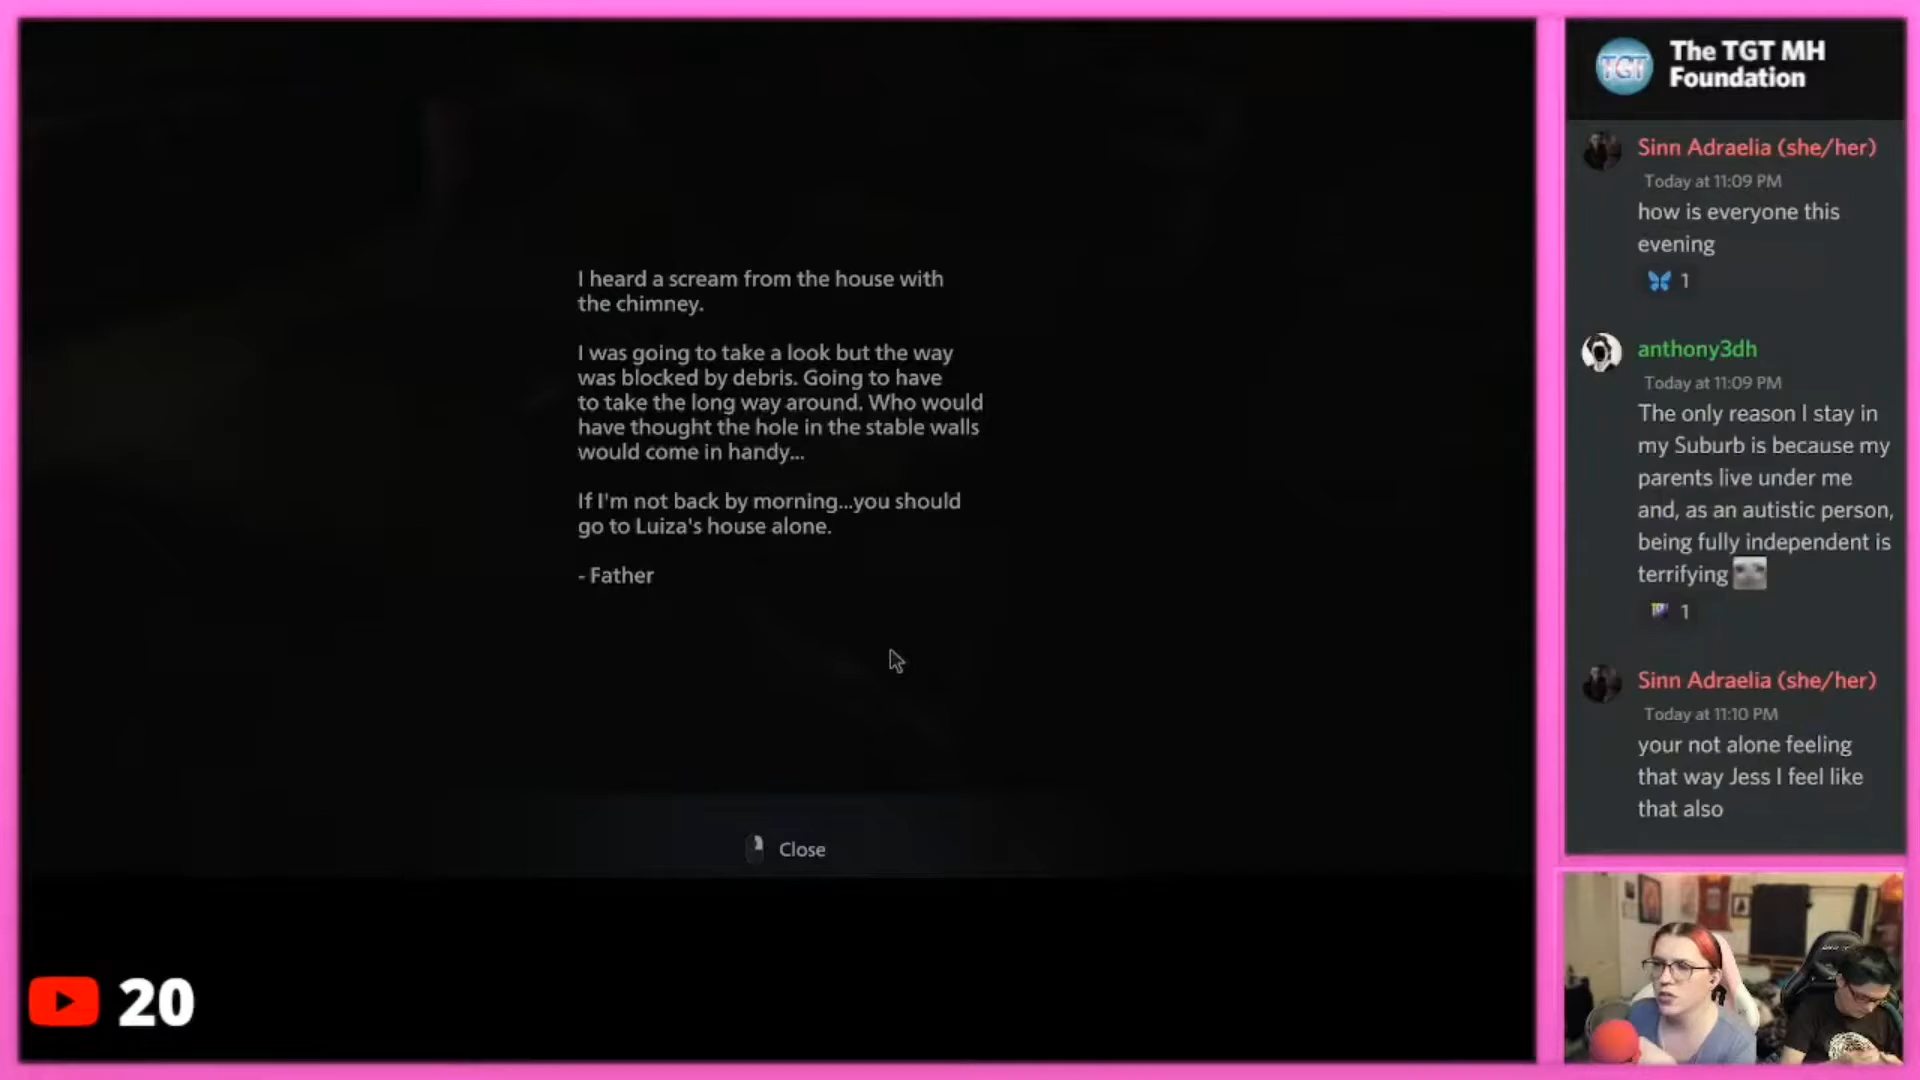 I heard a scream from the house with
the chimney.
I was going to take a look but the way
was blocked by debris. Going to have
to take the long way around. Who would
have thought the hole in the stable walls
would come in handy...
If I'm not back by morning...you should
go to Luiza's house alone.
- Father
Close
20
TGT
The TGT MH
Foundation
Sinn Adraelia (she/her)
Today at 11:09 PM
how is everyone this
evening
1
anthony3dh
Today at 11:09 PM
The only reason I stay in
my Suburb is because my
parents live under me
and, as an autistic person,
being fully independent is
terrifying
1
Sinn Adraelia (she/her)
Today at 11:10 PM
your not alone feeling
that way Jess I feel like
that also